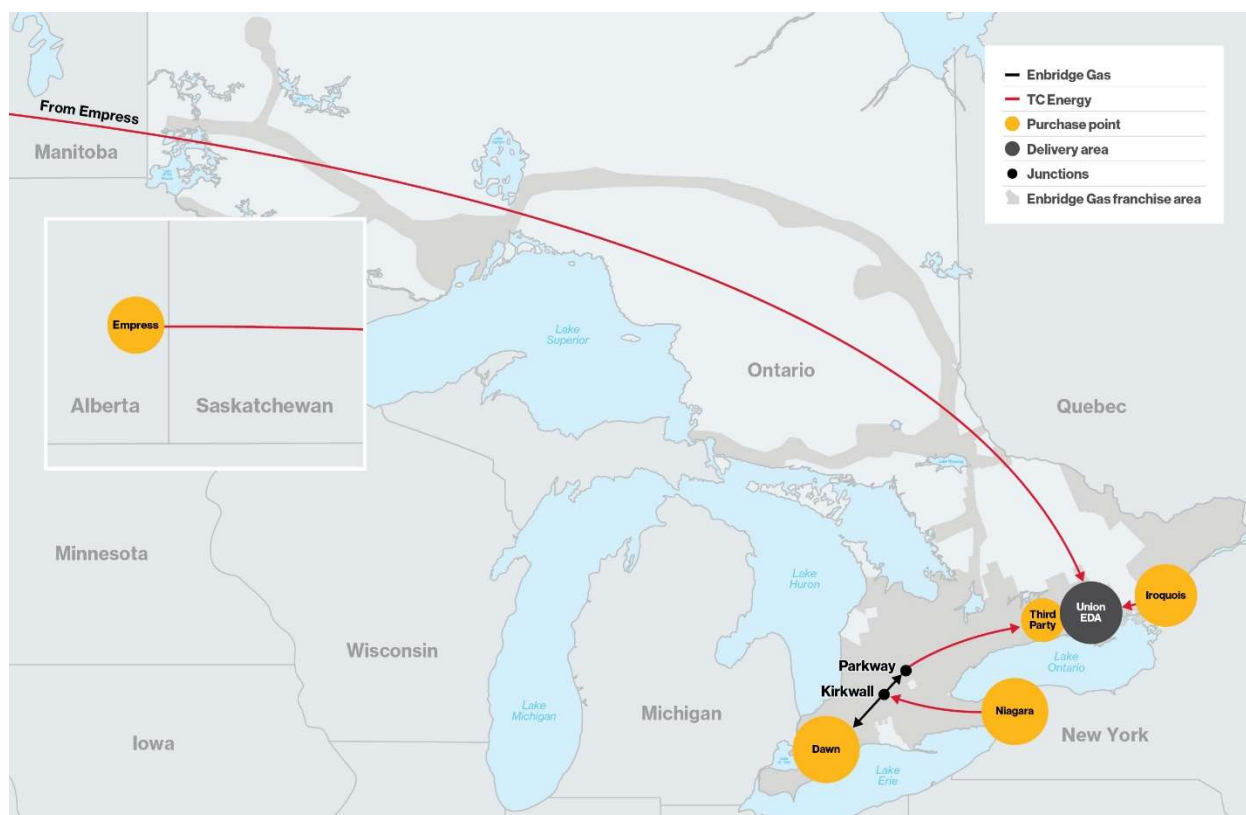 From Empress
Manitoba
Enbridge Gas
TC Energy
Purchase point
Delivery area
Junctions
Enbridge Gas franchise area
Empress
Alberta
Saskatchewan
Lake
Superior
Ontario
Quebec
Minnesota
Wisconsin
Iowa
Michigan
New York
Lake
Michigan
Lake
Huron
Lake
Ontario
Lake
Erie
Third
Party
Union
EDA
Iroquois
Parkway
Kirkwall
Dawn
Niagara